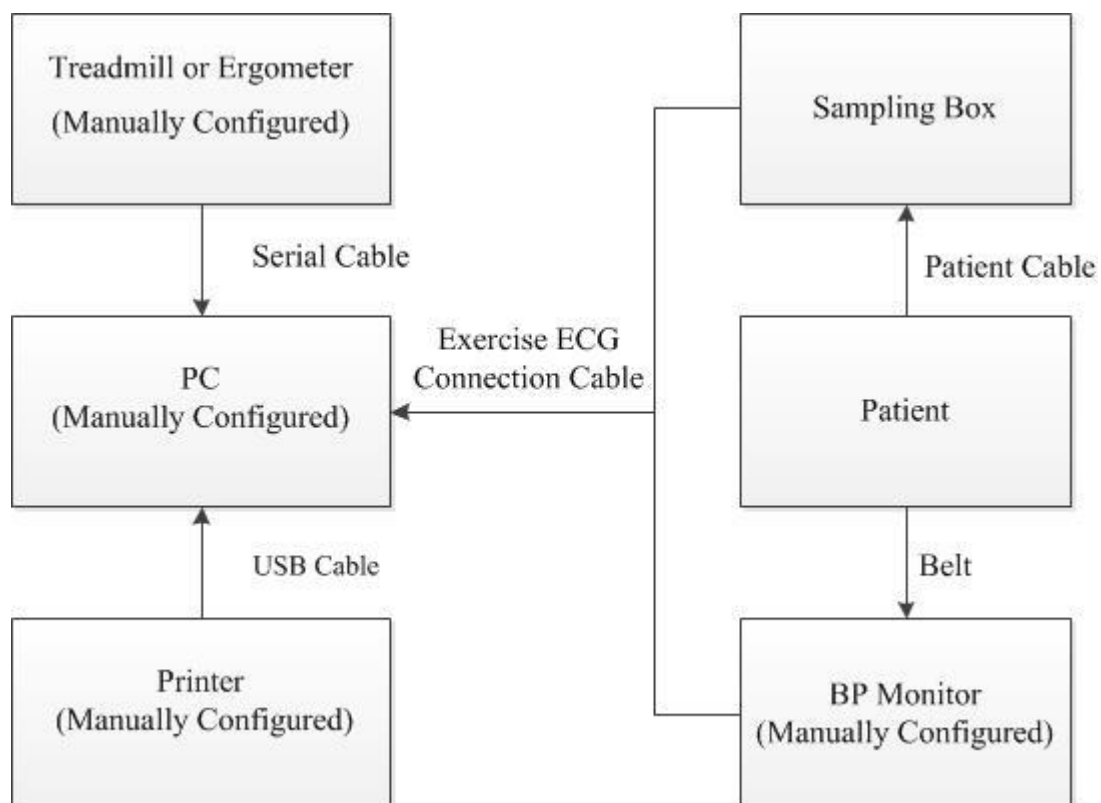 Treadmill or Ergometer
(Manually Configured)
Sampling Box
Serial Cable
Patient Cable
PC
(Manually Configured)
Exercise ECG
Connection Cable
Patient
USB Cable
Belt
Printer
(Manually Configured)
BP Monitor
(Manually Configured)